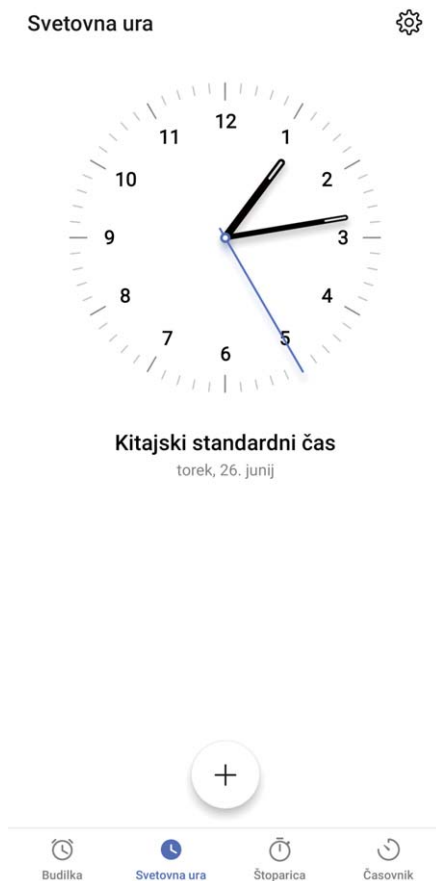 Svetovna ura
12
11
1
10
2
9
3
8
4
7
5
6
Kitajski standardni čas
torek, 26. junij
Budilka
Svetovna ura
Štoparica
Časovnik